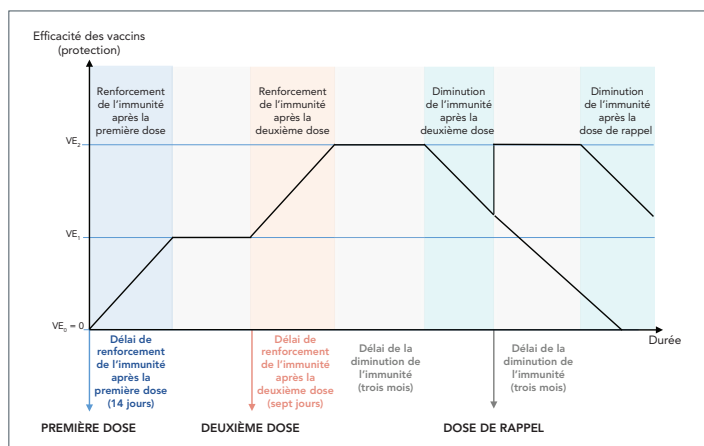 Efficacité des vaccins
(protection)
Renforcement
de l'immunité
après la
première dose
Renforcement
de l'immunité
après la
deuxième dose
Diminution
de l'immunité
après la
deuxième dose
Diminution
de l'immunité
après la
dose de rappel
VE₂
VE₁
VE₀ = 0
Durée
Délai de
renforcement
de l'immunité
après la
première dose
(14 jours)
Délai de
renforcement
de l'immunité
après la
deuxième dose
(sept jours)
Délai de la
diminution de
l'immunité
(trois mois)
Délai de la
diminution de
l'immunité
(trois mois)
PREMIÈRE DOSE
DEUXIÈME DOSE
DOSE DE RAPPEL